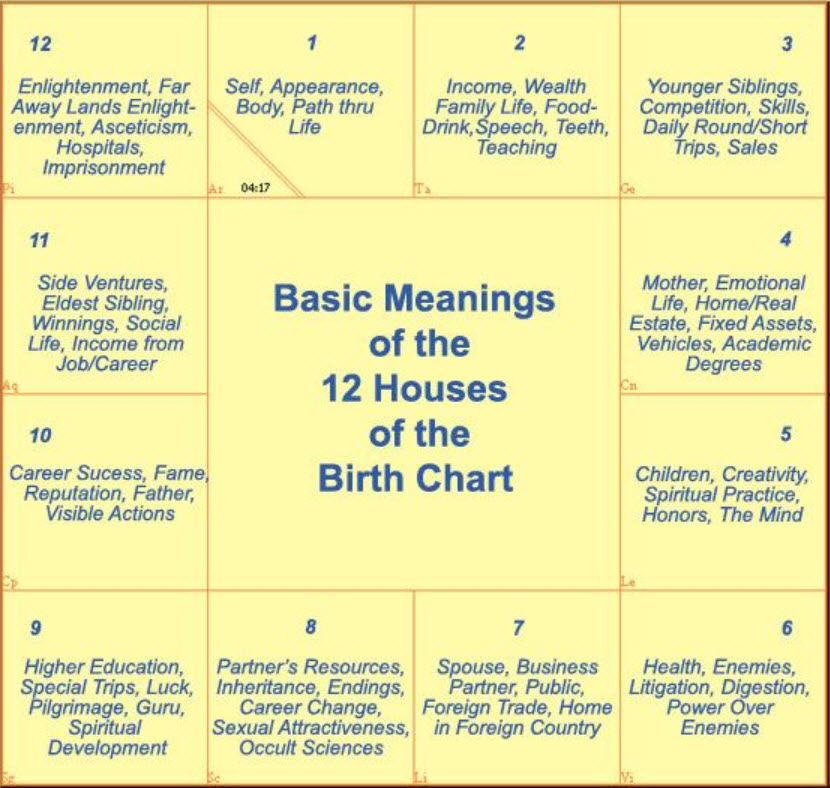 12
Enlightenment, Far
Away Lands Enlight-
enment, Asceticism,
Hospitals,
Imprisonment
Pi
1
Self, Appearance,
Body, Path thru
Life
Ar
04:17
2
Income, Wealth
Family Life, Food-
Drink,Speech, Teeth,
Teaching
Ta
3
Younger Siblings,
Competition, Skills,
Daily Round/Short
Trips, Sales
Ge
11
Side Ventures,
Eldest Sibling,
Winnings, Social
Life, Income from
Job/Career
Aq
Basic Meanings
of the
12 Houses
of the
Birth Chart
4
Mother, Emotional
Life, Home/Real
Estate, Fixed Assets,
Vehicles, Academic
Degrees
Cn
10
Career Sucess, Fame,
Reputation, Father,
Visible Actions
Cp
5
Children, Creativity,
Spiritual Practice,
Honors, The Mind
Le
9
Higher Education,
Special Trips, Luck,
Pilgrimage, Guru,
Spiritual
Development
Sg
8
Partner's Resources,
Inheritance, Endings,
Career Change,
Sexual Attractiveness,
Occult Sciences
Sc
7
Spouse, Business
Partner, Public,
Foreign Trade, Home
in Foreign Country
Li
6
Health, Enemies,
Litigation, Digestion,
Power Over
Enemies
Vi